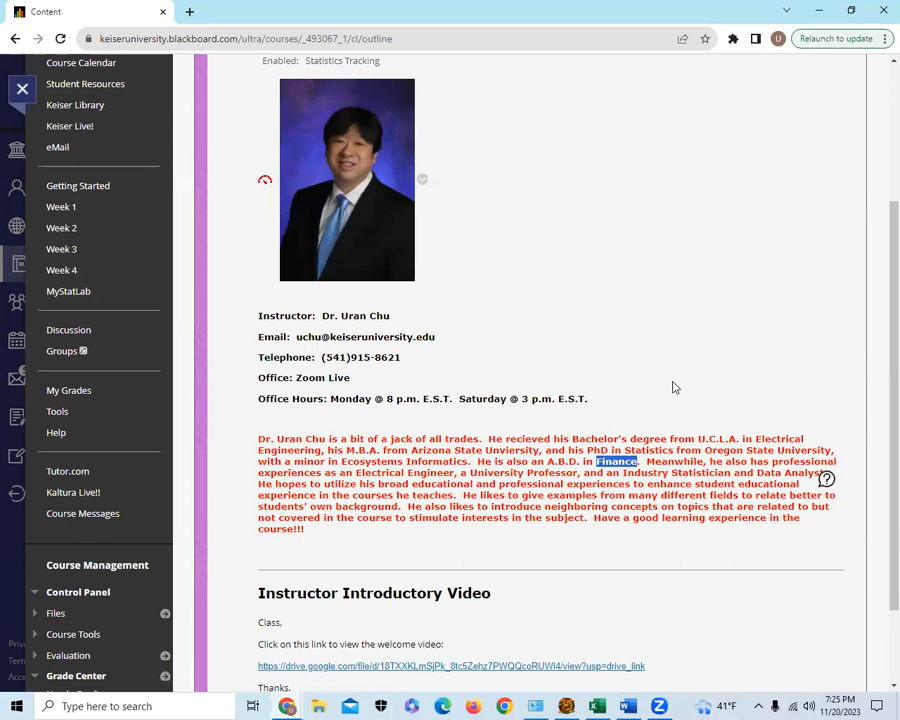 Content
keiseruniversity.blackboard.com/ultra/courses/_493067_1/cl/outline
Relaunch to update
U
Course Calendar
Student Resources
Keiser Library
Keiser Live!
eMail
Getting Started
Week 1
Week 2
Week 3
Week 4
MyStatLab
Discussion
Groups
My Grades
Tools
Help
Tutor.com
Kaltura Live!!
Course Messages
Course Management
Control Panel
Files
Course Tools
Evaluation
Grade Center
Enabled: Statistics Tracking
Instructor: Dr. Uran Chu
Email: uchu@keiseruniversity.edu
Telephone: (541)915-8621
Office: Zoom Live
Office Hours: Monday @ 8 p.m. E.S.T. Saturday @ 3 p.m. E.S.T.
Dr. Uran Chu is a bit of a jack of all trades. He recieved his Bachelor's degree from U.C.L.A. in Electrical
Engineering, his M.B.A. from Arizona State Unviersity, and his PhD in Statistics from Oregon State University,
with a minor in Ecosystems Informatics. He is also an A.B.D. in Finance. Meanwhile, he also has professional
experiences as an Electrical Engineer, a University Professor, and an Industry Statistician and Data Analyst.
He hopes to utilize his broad educational and professional experiences to enhance student educational
experience in the courses he teaches. He likes to give examples from many different fields to relate better to
students' own background. He also likes to introduce neighboring concepts on topics that are related to but
not covered in the course to stimulate interests in the subject. Have a good learning experience in the
course!!!
Instructor Introductory Video
Class,
Click on this link to view the welcome video:
https://drive.google.com/file/d/18TXXKLmSjPk_8tc5Zehz7PWQQcoRUWi4/view?usp=drive_link
Thanks.
Type here to search
41°F
7:25 PM
11/20/2023